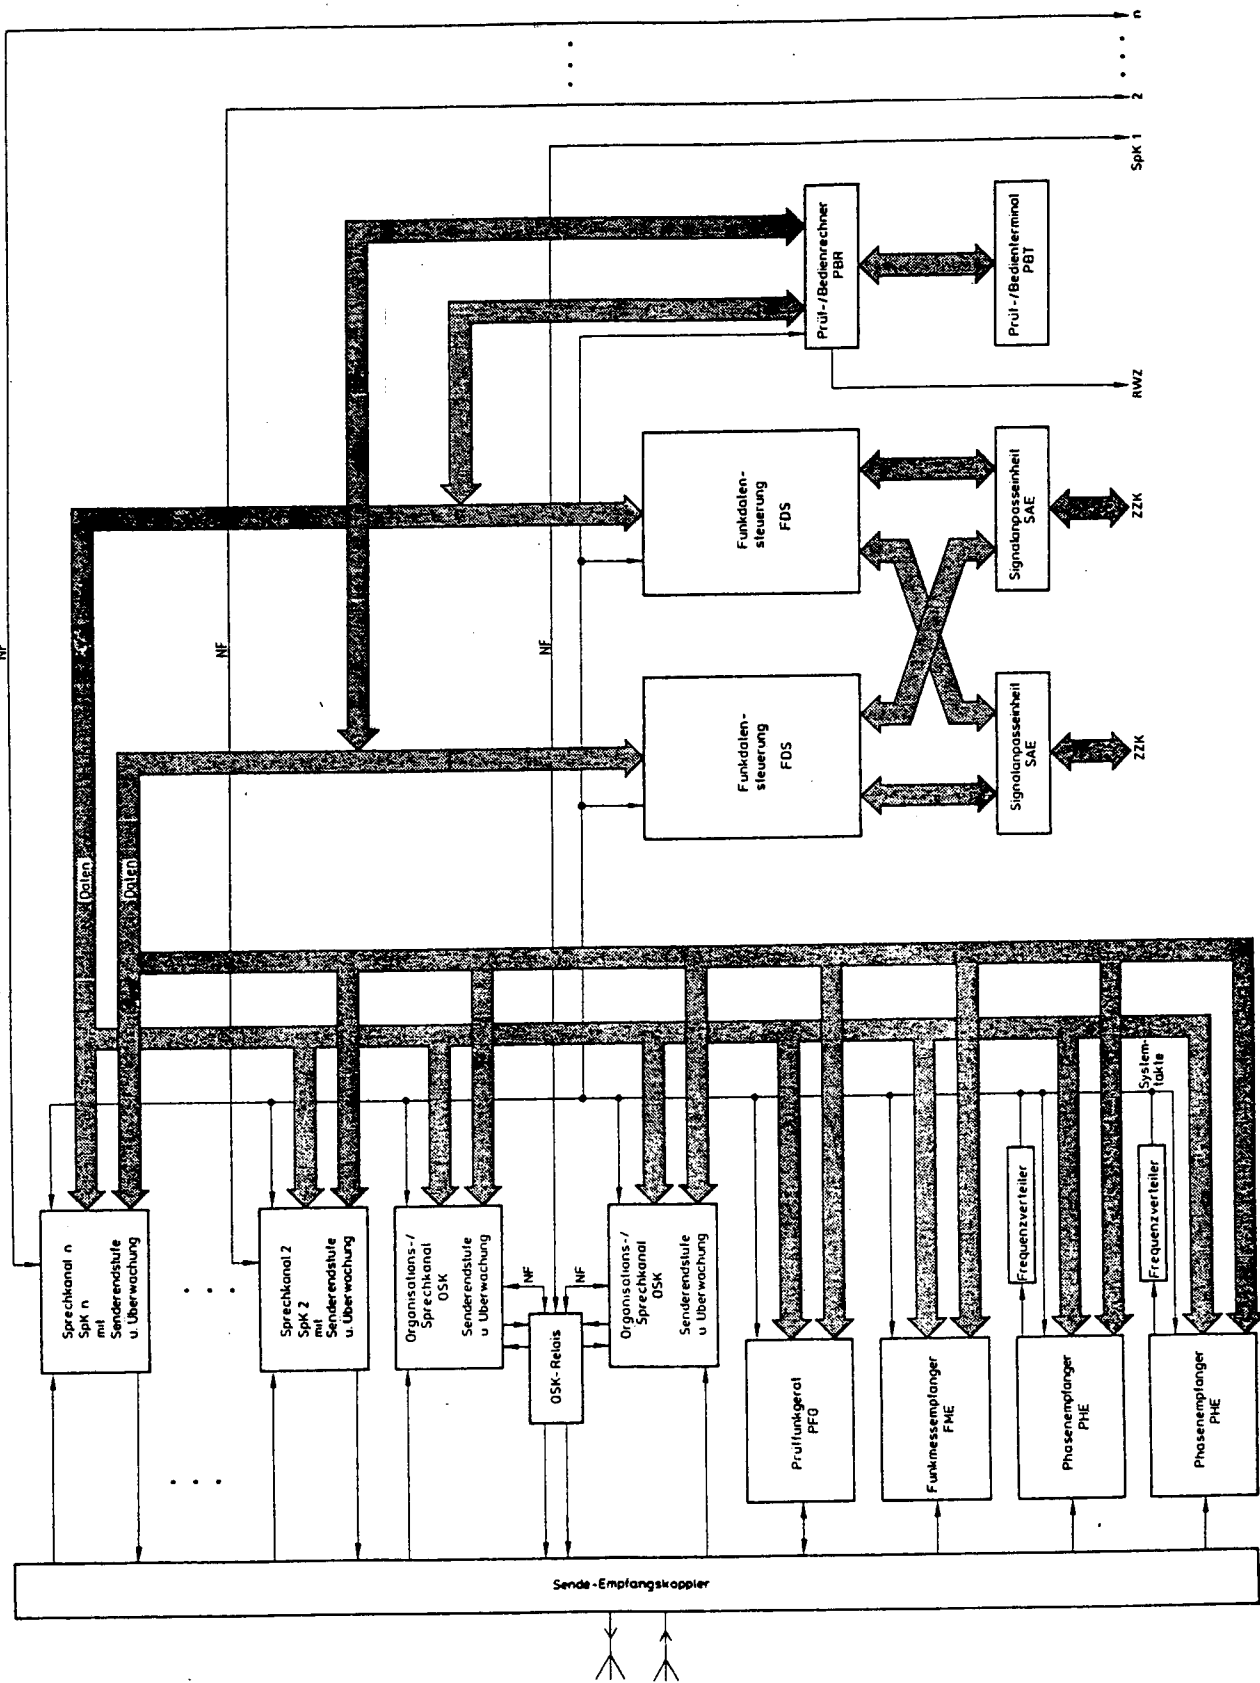 n
2
SpK 1
NF
NF
NF
Prüf-/Bedienrechner
PBR
Prüf-/Bedienterminal
PBT
RWZ
Funkdaten-
steuerung
FDS
Signalanpasseinheit
SAE
ZZK
Funkdaten-
steuerung
FDS
Signalanpasseinheit
SAE
ZZK
Daten
Daten
System-
takte
Sprechkanal n
SpK n
mit
Senderendstufe
u. Überwachung
Sprechkanal 2
SpK 2
mit
Senderendstufe
u. Überwachung
Organisations-/
Sprechkanal
OSK
Senderendstufe
u Überwachung
NF
OSK-Relais
NF
Organisations-/
Sprechkanal
OSK
Senderendstufe
u Überwachung
Frequenzverteiler
Frequenzverteiler
Prüffunkgerät
PFG
Funkmessempfänger
FME
Phasenempfänger
PHE
Phasenempfänger
PHE
Sende-Empfangskoppler